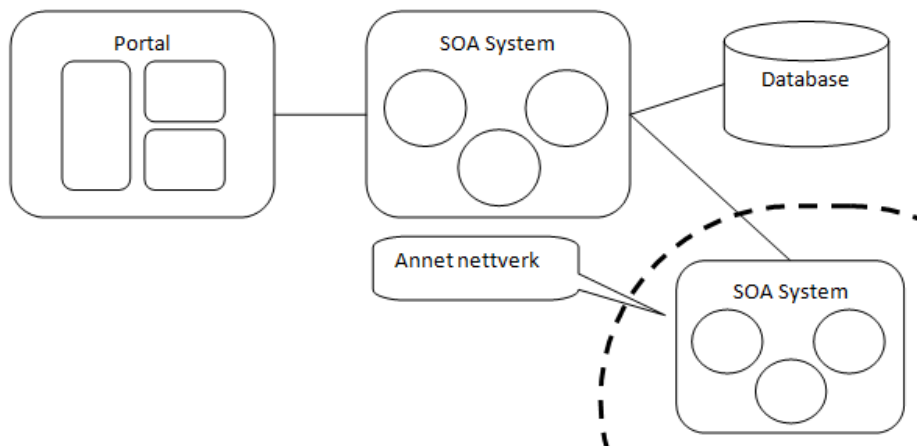 Portal
SOA System
Database
Annet nettverk
SOA System